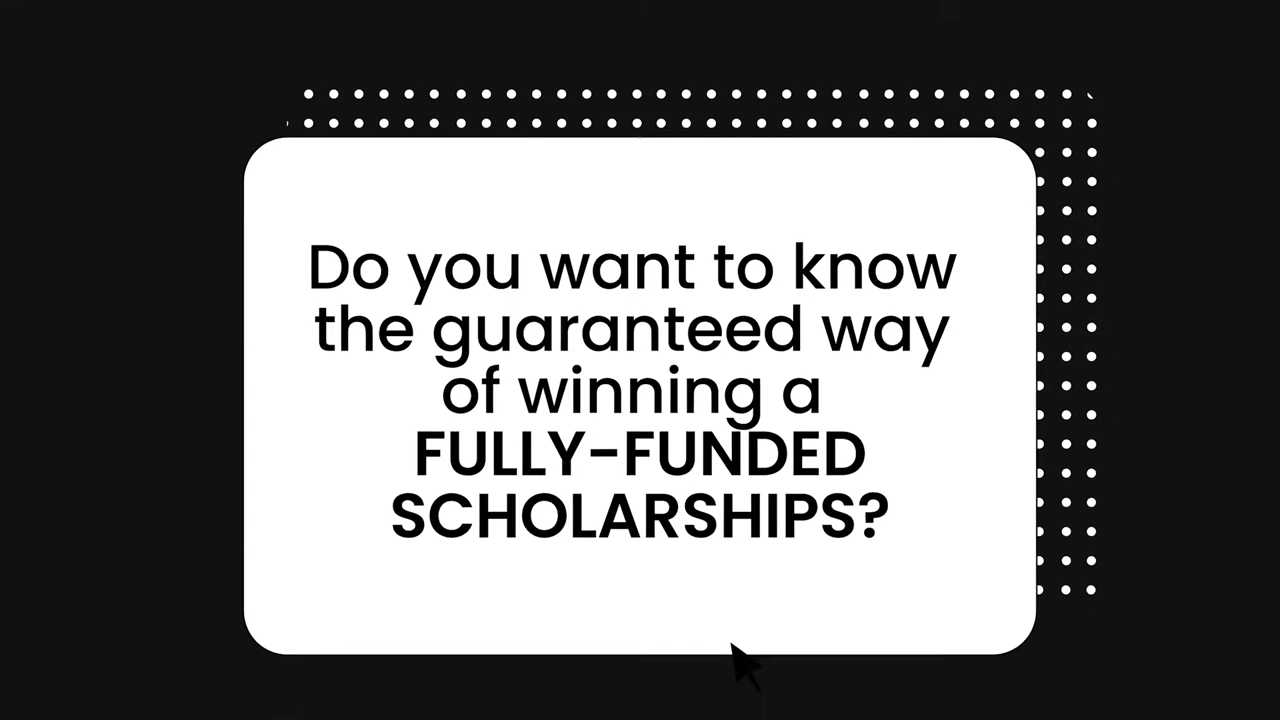 Do you want to know
the guaranteed way
of winning a
FULLY-FUNDED
SCHOLARSHIPS?